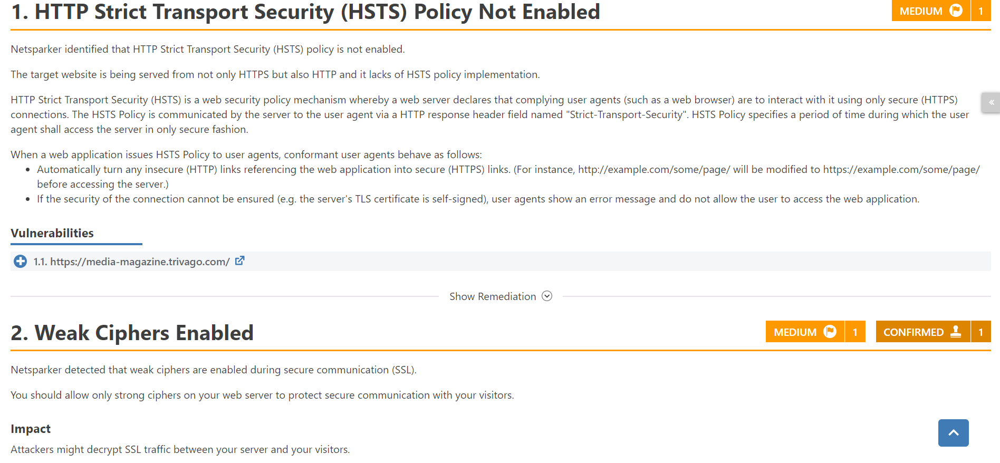 1. HTTP Strict Transport Security (HSTS) Policy Not Enabled
MEDIUM 1
Netsparker identified that HTTP Strict Transport Security (HSTS) policy is not enabled.
The target website is being served from not only HTTPS but also HTTP and it lacks of HSTS policy implementation.
HTTP Strict Transport Security (HSTS) is a web security policy mechanism whereby a web server declares that complying user agents (such as a web browser) are to interact with it using only secure (HTTPS)
connections. The HSTS Policy is communicated by the server to the user agent via a HTTP response header field named "Strict-Transport-Security". HSTS Policy specifies a period of time during which the user
agent shall access the server in only secure fashion.
When a web application issues HSTS Policy to user agents, conformant user agents behave as follows:
• Automatically turn any insecure (HTTP) links referencing the web application into secure (HTTPS) links. (For instance, http://example.com/some/page/ will be modified to https://example.com/some/page/
before accessing the server.)
• If the security of the connection cannot be ensured (e.g. the server's TLS certificate is self-signed), user agents show an error message and do not allow the user to access the web application.
Vulnerabilities
1.1. https://media-magazine.trivago.com/
Show Remediation
2. Weak Ciphers Enabled
MEDIUM 1
CONFIRMED 1
Netsparker detected that weak ciphers are enabled during secure communication (SSL).
You should allow only strong ciphers on your web server to protect secure communication with your visitors.
Impact
Attackers might decrypt SSL traffic between your server and your visitors.